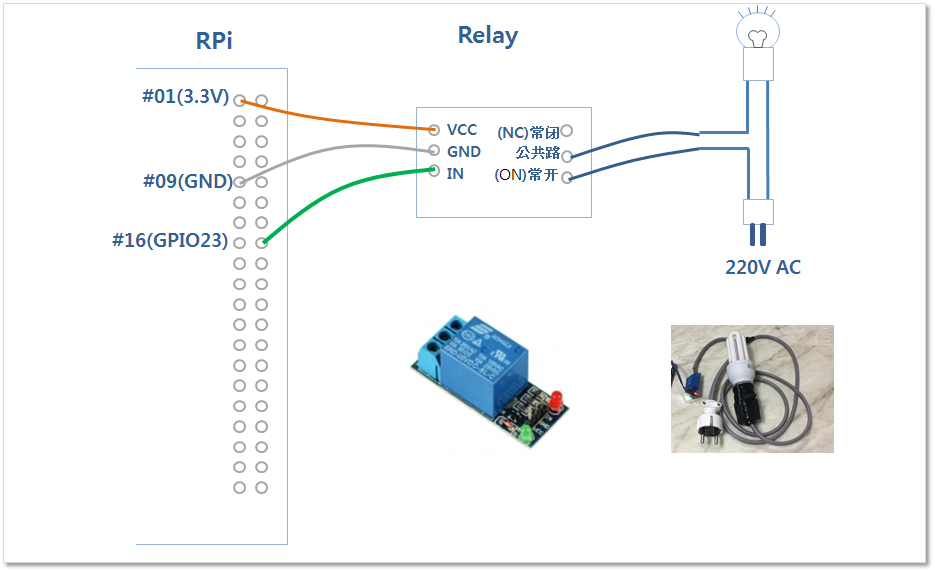 RPi
Relay
#01(3.3V)
VCC
(NC)常闭
GND
公共路
#09(GND)
IN
(ON)常开
#16(GPIO23)
220V AC